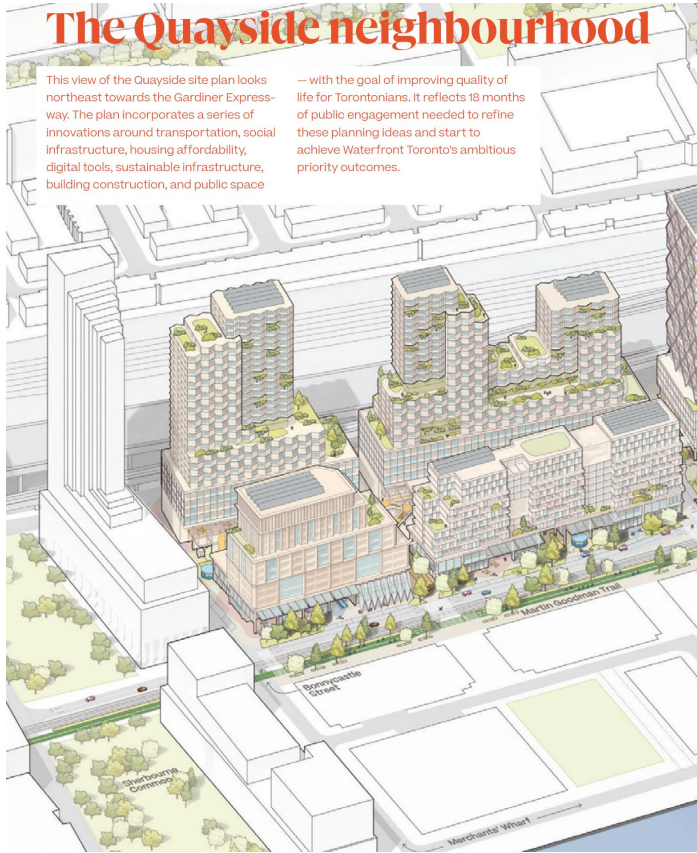 The Quayside neighbourhood
This view of the Quayside site plan looks
northeast towards the Gardiner Express-
way. The plan incorporates a series of
innovations around transportation, social
infrastructure, housing affordability,
digital tools, sustainable infrastructure,
building construction, and public space
— with the goal of improving quality of
life for Torontonians. It reflects 18 months
of public engagement needed to refine
these planning ideas and start to
achieve Waterfront Toronto's ambitious
priority outcomes.
Martin Goodman Trail
Bonnycastle
Street
Sherbourne
Common
Merchants' Wharf